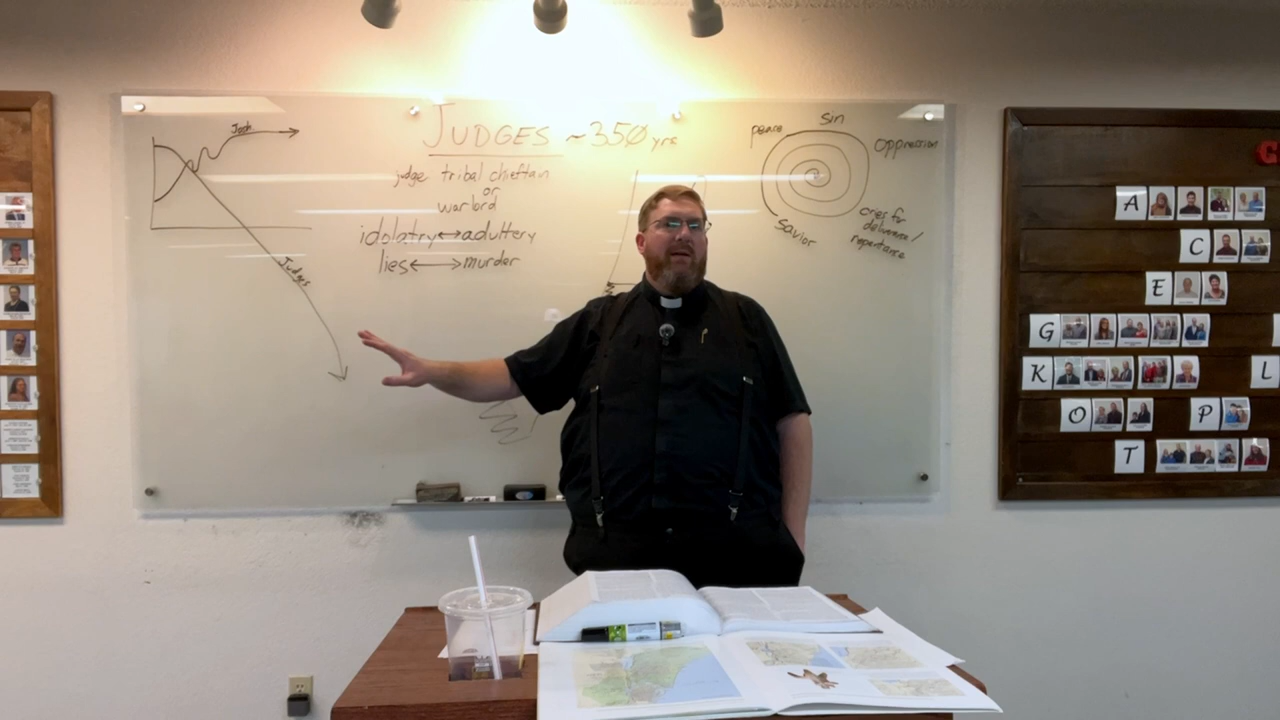 Josh
Judges
JUDGES ~350 yrs
judge tribal chieftain
or
warlord
idolatry↔adultery
lies↔murder
peace
sin
oppression
cries for
deliverance/
repentance
savior
A
C
E
G
K
L
O
P
T